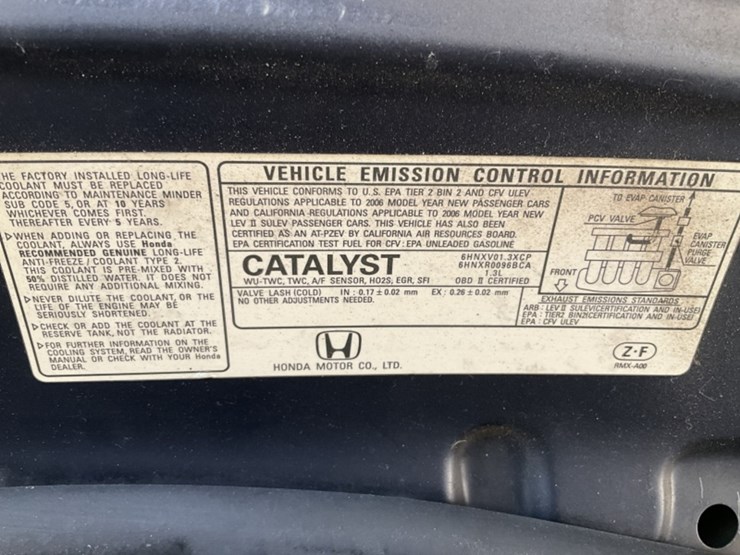 THE FACTORY INSTALLED LONG-LIFE
COOLANT MUST BE REPLACED
ACCORDING TO MAINTENANCE MINDER
SUB CODE 5, OR AT 10 YEARS
WHICHEVER COMES FIRST.
THEREAFTER EVERY 5 YEARS.
▷WHEN ADDING OR REPLACING THE
COOLANT, ALWAYS USE Honda
RECOMMENDED GENUINE LONG-LIFE
ANTI-FREEZE / COOLANT TYPE 2.
THIS COOLANT IS PRE-MIXED WITH
50% DISTILLED WATER. IT DOES NOT
REQUIRE ANY ADDITIONAL MIXING.
▷NEVER DILUTE THE COOLANT, OR THE
LIFE OF THE ENGINE MAY BE
SERIOUSLY SHORTENED.
▷CHECK OR ADD THE COOLANT AT THE
RESERVE TANK, NOT THE RADIATOR.
▷FOR FURTHER INFORMATION ON THE
COOLING SYSTEM, READ THE OWNER'S
MANUAL OR CHECK WITH YOUR Honda
DEALER.
VEHICLE EMISSION CONTROL INFORMATION
THIS VEHICLE CONFORMS TO U.S. EPA TIER 2 BIN 2 AND CFV ULEV
REGULATIONS APPLICABLE TO 2006 MODEL YEAR NEW PASSENGER CARS
AND CALIFORNIA REGULATIONS APPLICABLE TO 2006 MODEL YEAR NEW
LEV II SULEV PASSENGER CARS. THIS VEHICLE HAS ALSO BEEN
CERTIFIED AS AN AT-PZEV BY CALIFORNIA AIR RESOURCES BOARD.
EPA CERTIFICATION TEST FUEL FOR CFV : EPA UNLEADED GASOLINE
CATALYST
6HNXV01.3XCP
6HNXR0096BCA
1.3L
WU-TWC, TWC, A/F SENSOR, HO2S, EGR, SFI
OBD II CERTIFIED
VALVE LASH (COLD) IN : 0.17 ± 0.02 mm EX : 0.26 ± 0.02 mm
NO OTHER ADJUSTMENTS NEEDED.
TO EVAP CANISTER
PCV VALVE
EVAP
CANISTER
PURGE
VALVE
FRONT
EXHAUST EMISSIONS STANDARDS
ARB : LEV II SULEV(CERTIFICATION AND IN-USE)
EPA : TIER2 BIN2(CERTIFICATION AND IN-USE)
EPA : CFV ULEV
HONDA MOTOR CO., LTD.
Z·F
RMX-A00